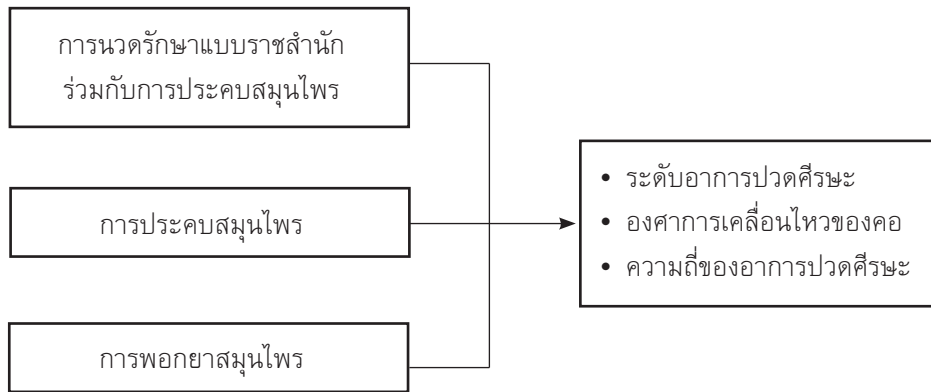 การนวดรักษาแบบราชสำนัก
ร่วมกับการประคบสมุนไพร
การประคบสมุนไพร
การพอกยาสมุนไพร
• ระดับอาการปวดศีรษะ
• องศาการเคลื่อนไหวของคอ
• ความถี่ของอาการปวดศีรษะ